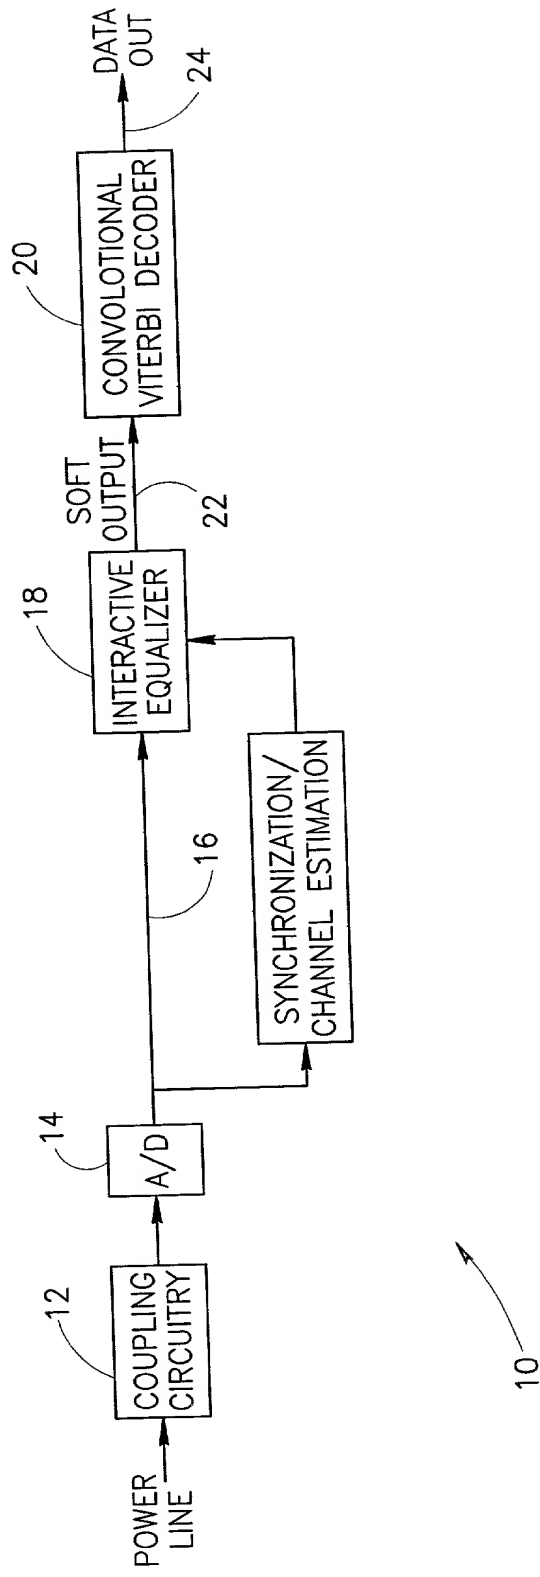 POWER
LINE
12
COUPLING
CIRCUITRY
14
A/D
16
SYNCHRONIZATION/
CHANNEL ESTIMATION
18
INTERACTIVE
EQUALIZER
SOFT
OUTPUT
22
20
CONVOLOTIONAL
VITERBI DECODER
DATA
OUT
24
10